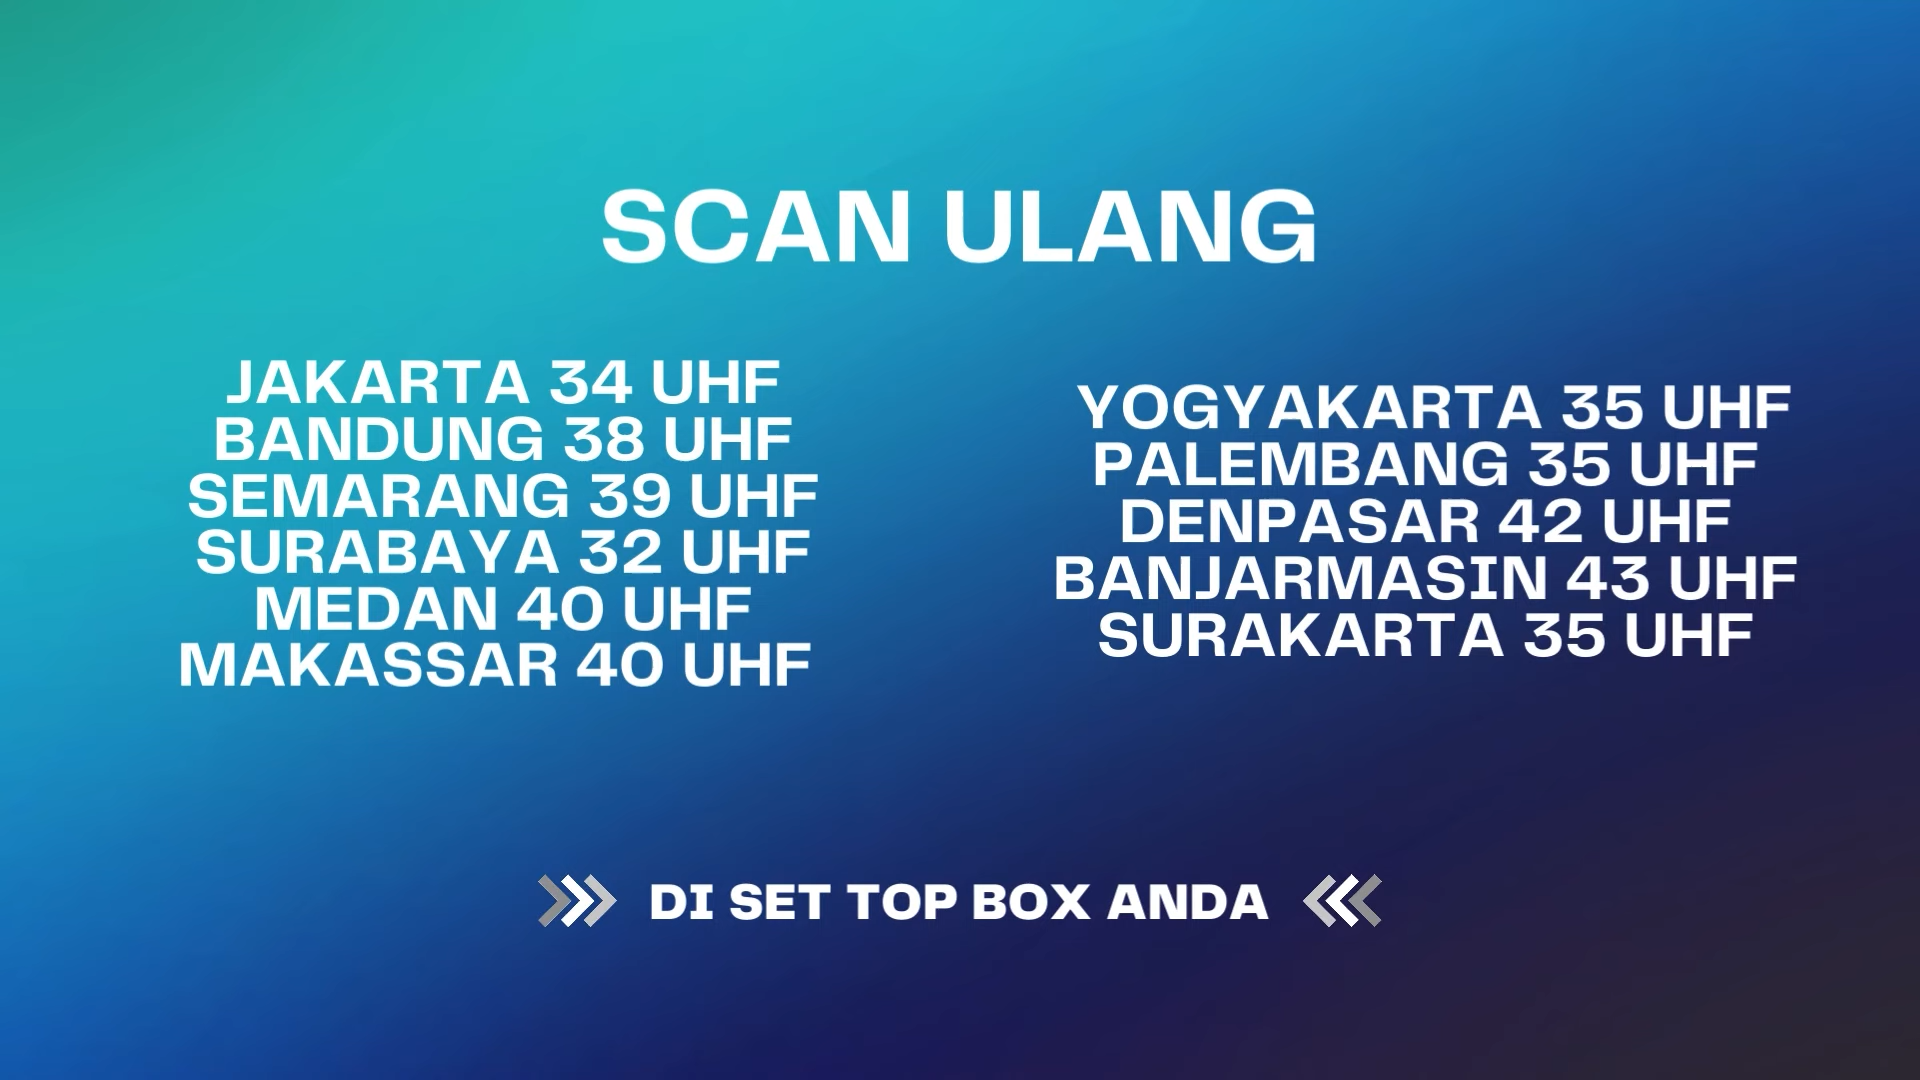 SCAN ULANG
JAKARTA 34 UHF
BANDUNG 38 UHF
SEMARANG 39 UHF
SURABAYA 32 UHF
MEDAN 40 UHF
MAKASSAR 40 UHF
YOGYAKARTA 35 UHF
PALEMBANG 35 UHF
DENPASAR 42 UHF
BANJARMASIN 43 UHF
SURAKARTA 35 UHF
DI SET TOP BOX ANDA